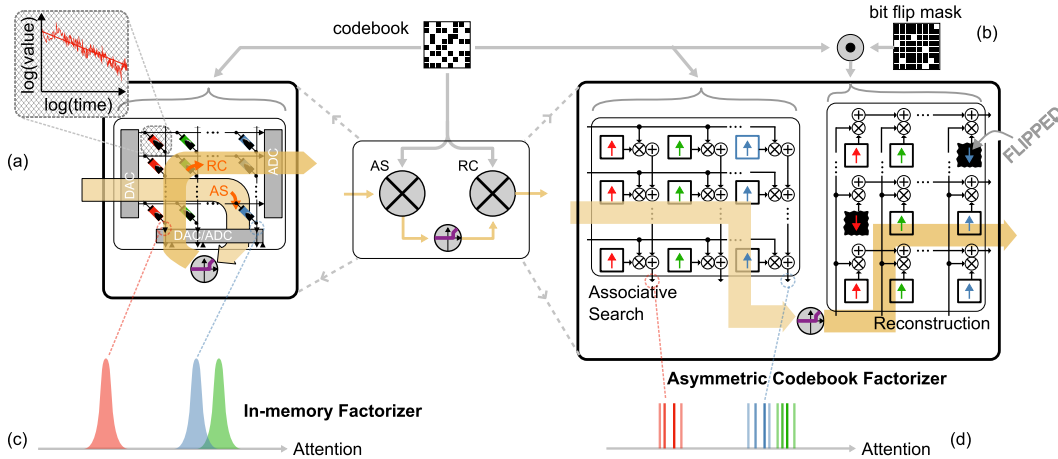 codebook
bit flip mask
(b)
log(value)
log(time)
(a)
DAC
RC
AS
ADC
DAC/ADC
AS
RC
FLIPPED
Associative
Search
Reconstruction
Asymmetric Codebook Factorizer
In-memory Factorizer
(c)
Attention
Attention
(d)